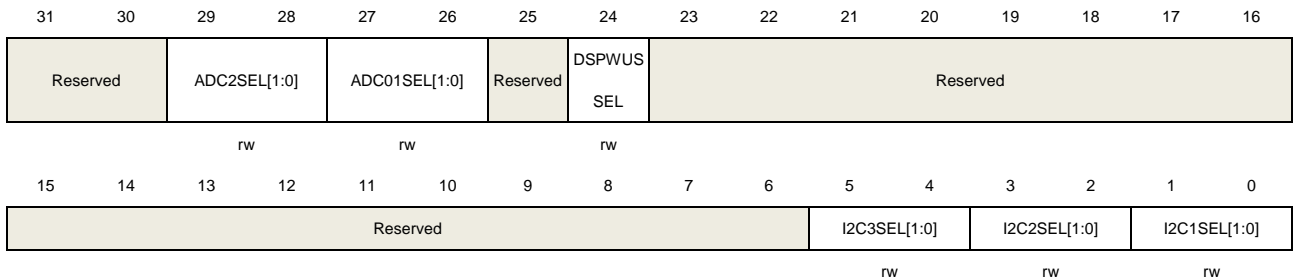 31 30 29 28 27 26 25 24 23 22 21 20 19 18 17 16
Reserved ADC2SEL[1:0] ADC01SEL[1:0] Reserved DSPWUS Reserved
SEL
rw rw rw
15 14 13 12 11 10 9 8 7 6 5 4 3 2 1 0
Reserved I2C3SEL[1:0] I2C2SEL[1:0] I2C1SEL[1:0]
rw rw rw